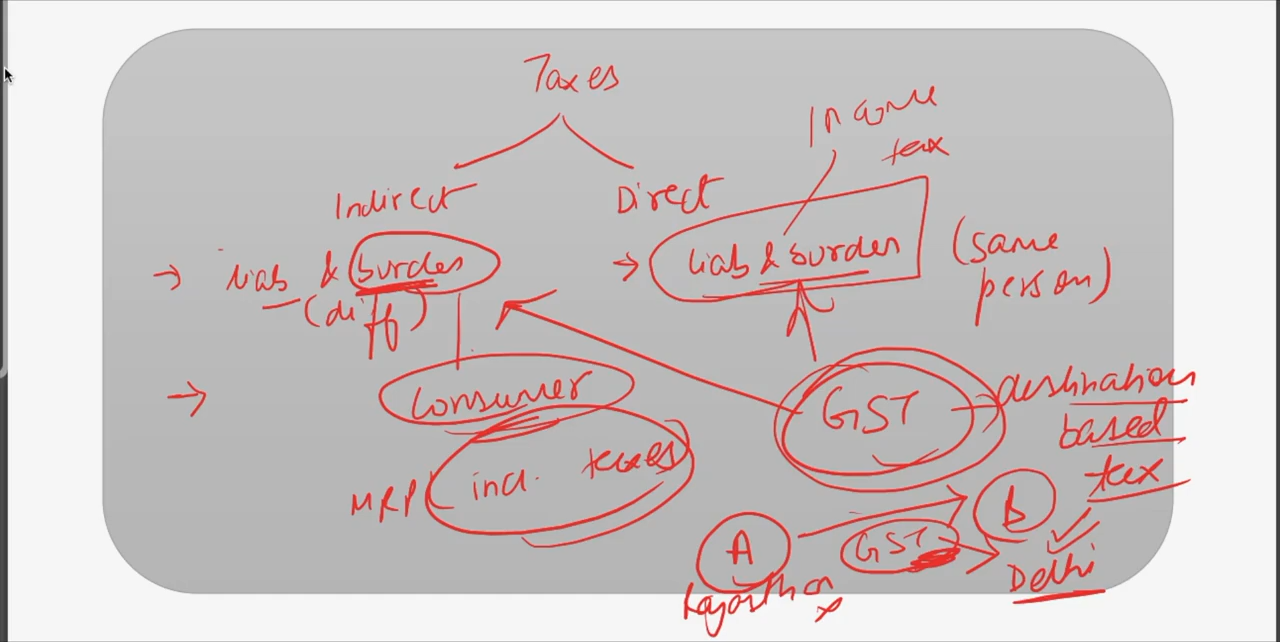 Taxes
Income
tax
Indirect
Direct
→ liab & burden
(diff)
→ liab & burden
(same
person)
→
Consumer
GST
destination
based
tax
MRP incl. taxes
A
GST
B
Rajasthan
x
Delhi